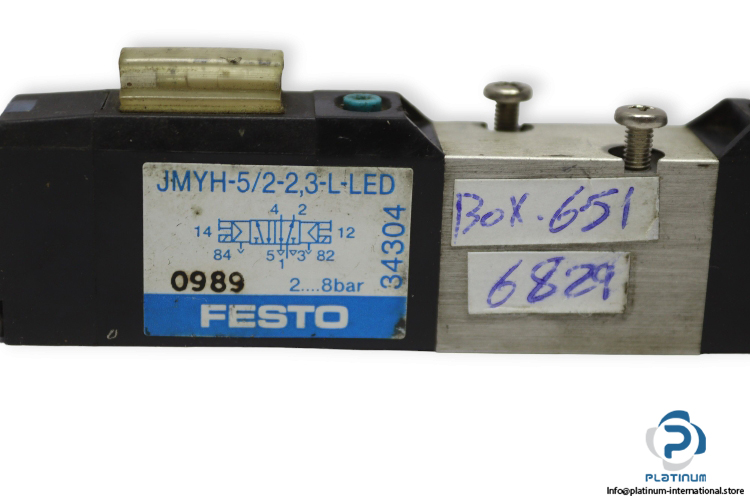 JMYH-5/2-2,3-L-LED
4 2
14 12
84 5 3 82
1
0989 2....8bar
34304
FESTO
BOX.651
6829
PLATINUM
Info@platinum-international.store